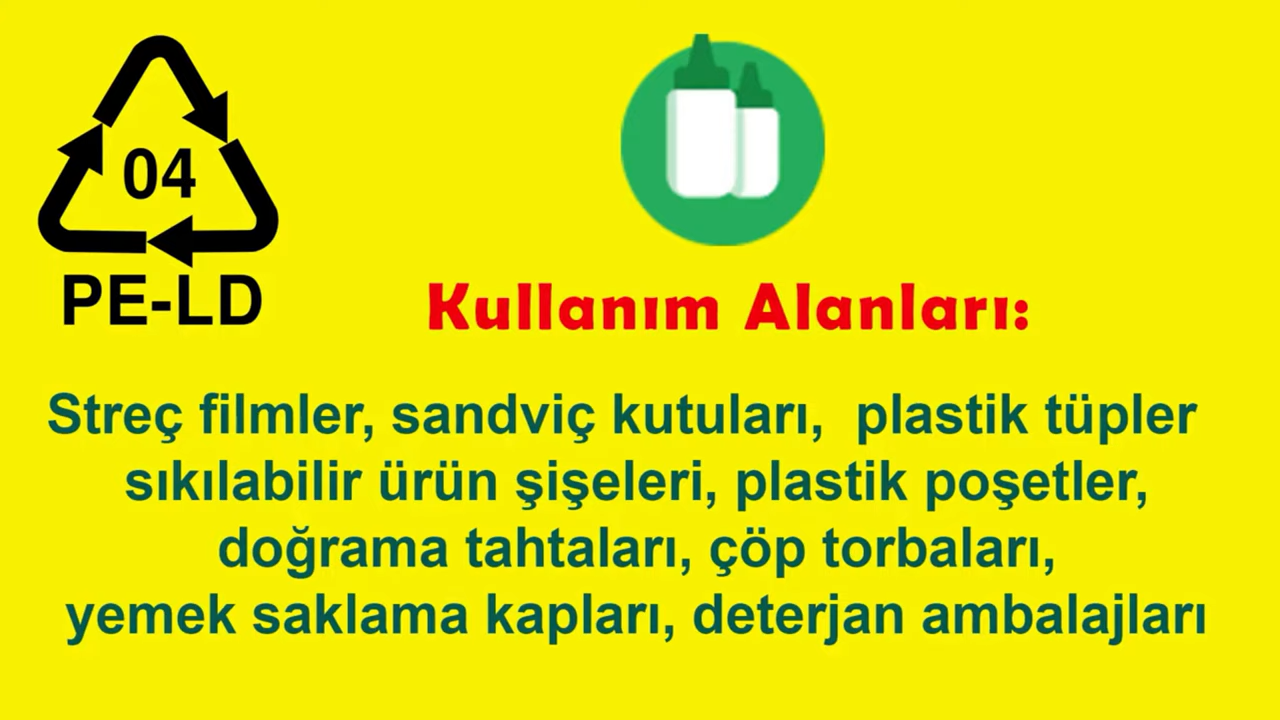 04
PE-LD
Kullanım Alanları:
Streç filmler, sandviç kutuları, plastik tüpler
sıkılabilir ürün şişeleri, plastik poşetler,
doğrama tahtaları, çöp torbaları,
yemek saklama kapları, deterjan ambalajları